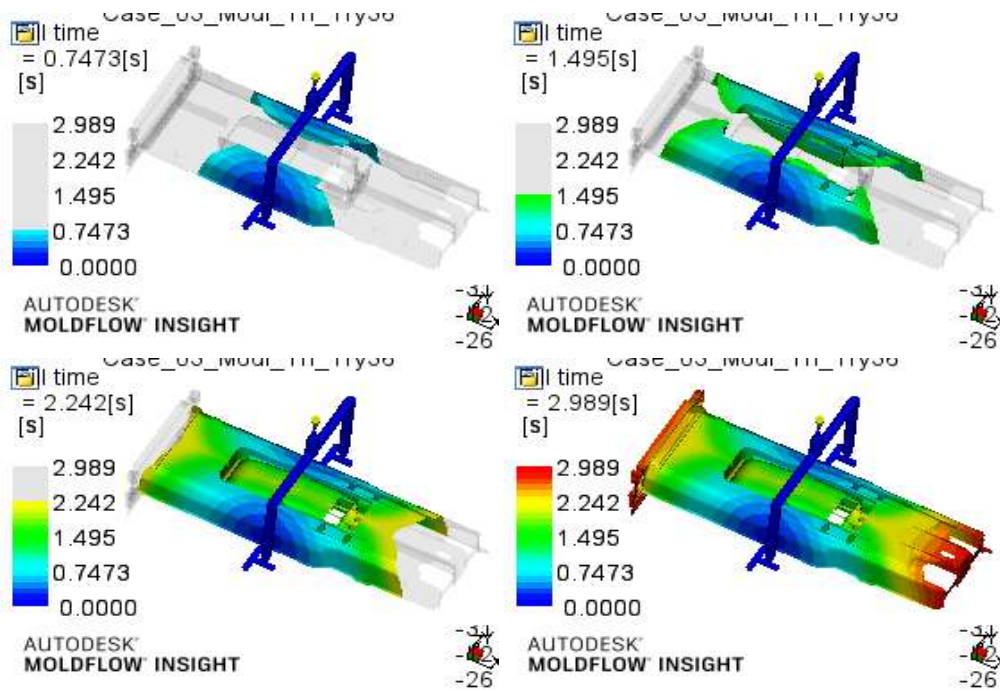 Fill time
= 0.7473[s]
[s]
2.989
2.242
1.495
0.7473
0.0000
AUTODESK
MOLDFLOW INSIGHT
-26
Fill time
= 1.495[s]
[s]
2.989
2.242
1.495
0.7473
0.0000
AUTODESK
MOLDFLOW INSIGHT
-26
Fill time
= 2.242[s]
[s]
2.989
2.242
1.495
0.7473
0.0000
AUTODESK
MOLDFLOW INSIGHT
-26
Fill time
= 2.989[s]
[s]
2.989
2.242
1.495
0.7473
0.0000
AUTODESK
MOLDFLOW INSIGHT
-26